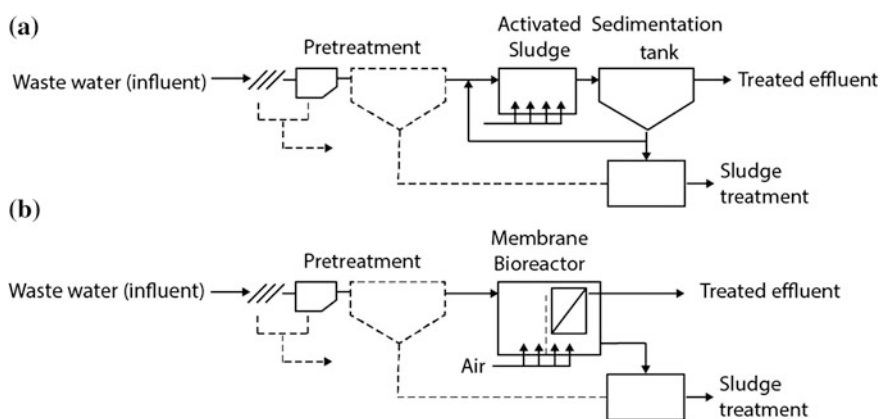 (a)
Pretreatment
Activated
Sludge
Sedimentation
tank
Waste water (influent)
Treated effluent
Sludge
treatment
(b)
Pretreatment
Membrane
Bioreactor
Waste water (influent)
Treated effluent
Air
Sludge
treatment